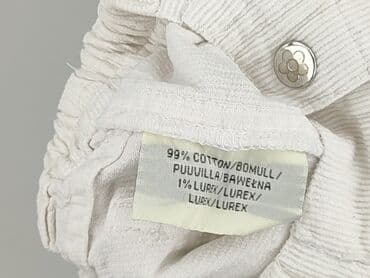 99% COTTON/BOMULL/
PUUVILLA/BAWEŁNA
1% LUREX/LUREX/
LUREX/LUREX